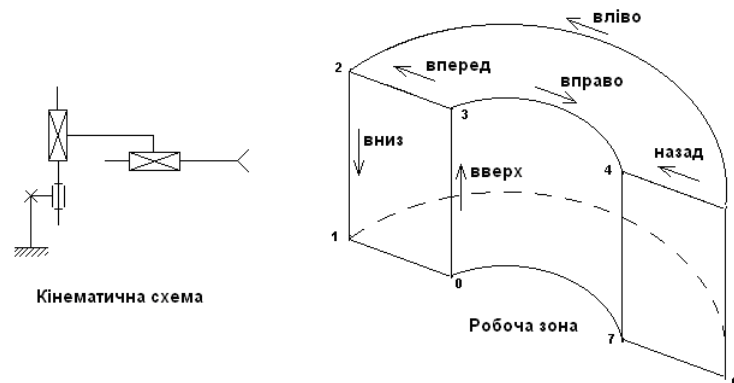 вліво
2
вперед
вправо
3
вниз
назад
4
вверх
1
0
Кінематична схема
Робоча зона
7